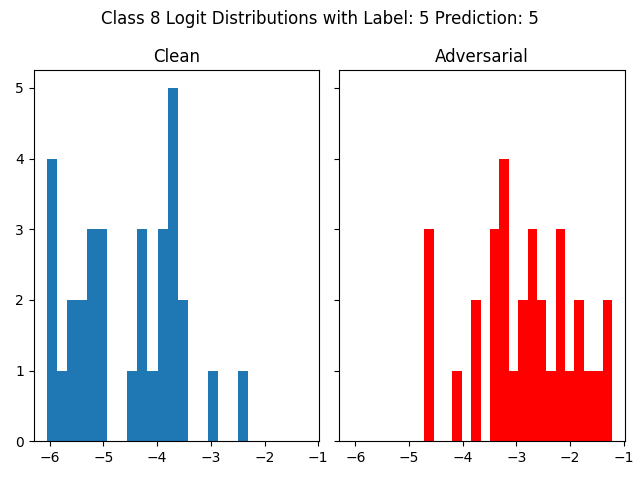 Class 8 Logit Distributions with Label: 5 Prediction: 5
Clean
Adversarial
5
4
3
2
1
0
−6 −5 −4 −3 −2 −1
−6 −5 −4 −3 −2 −1